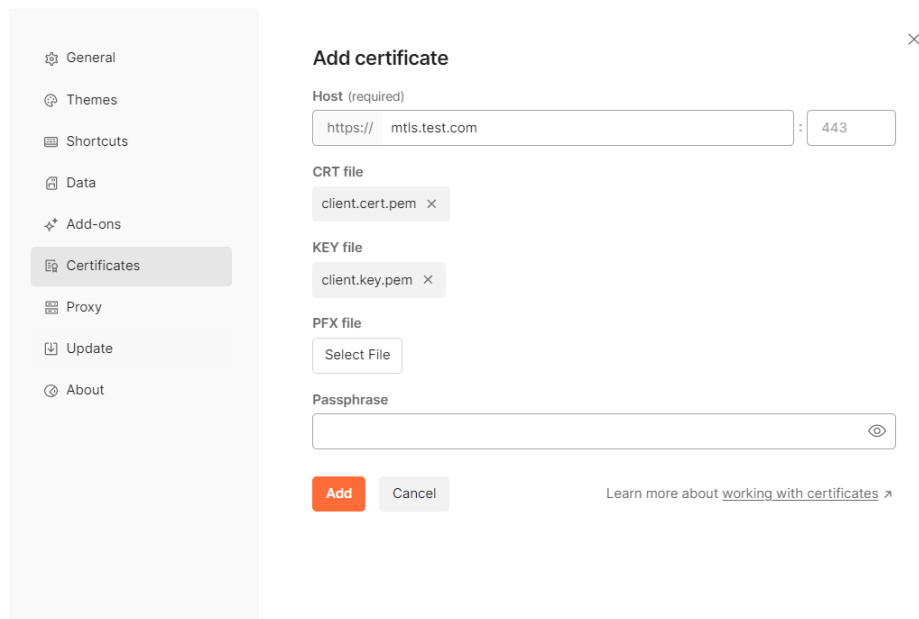 General
Themes
Shortcuts
Data
Add-ons
Certificates
Proxy
Update
About
Add certificate
Host (required)
https:// mtls.test.com : 443
CRT file
client.cert.pem
KEY file
client.key.pem
PFX file
Select File
Passphrase
Add Cancel Learn more about working with certificates ↗